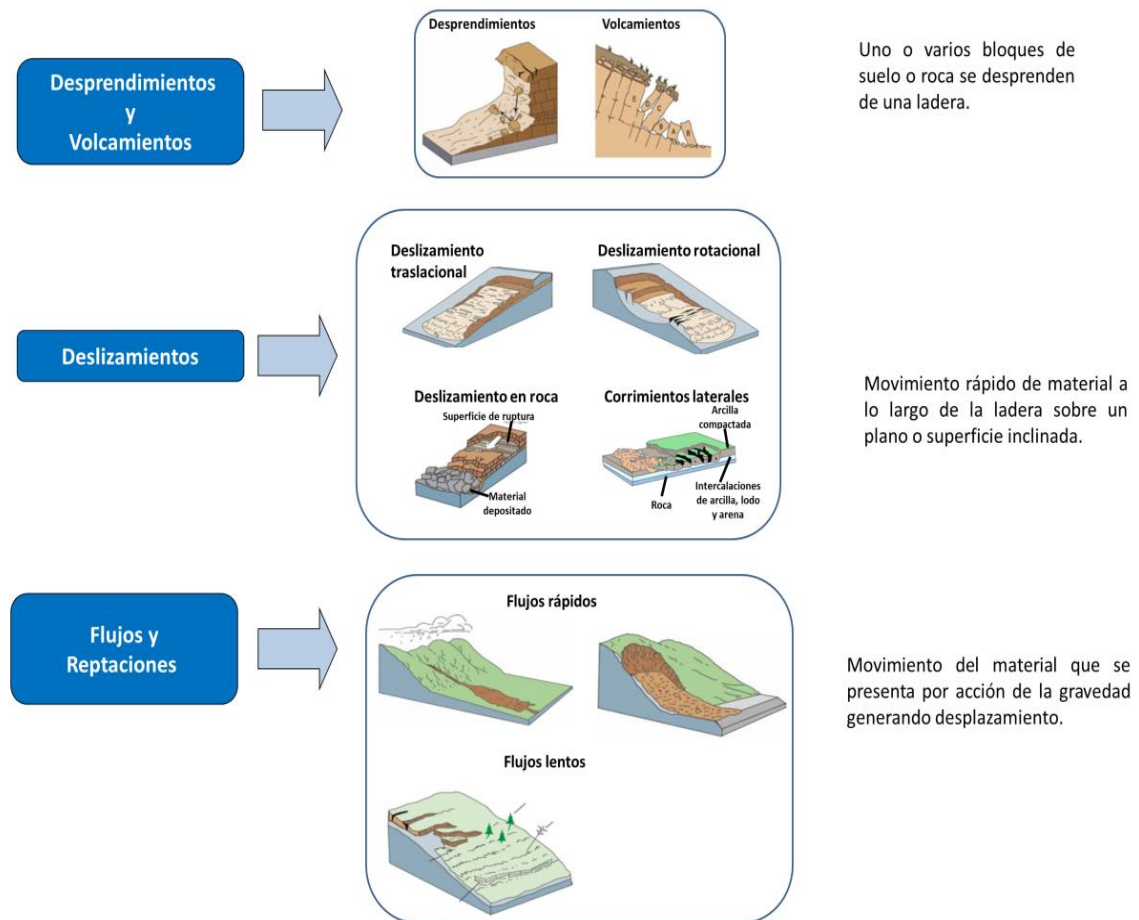 Desprendimientos
y
Volcamientos
Desprendimientos
Volcamientos
Uno o varios bloques de
suelo o roca se desprenden
de una ladera.
Deslizamientos
Deslizamiento
traslacional
Deslizamiento rotacional
Deslizamiento en roca
Superficie de ruptura
Material
depositado
Corrimientos laterales
Arcilla
compactada
Roca
Intercalaciones
de arcilla, lodo
y arena
Movimiento rápido de material a
lo largo de la ladera sobre un
plano o superficie inclinada.
Flujos y
Reptaciones
Flujos rápidos
Flujos lentos
Movimiento del material que se
presenta por acción de la gravedad
generando desplazamiento.